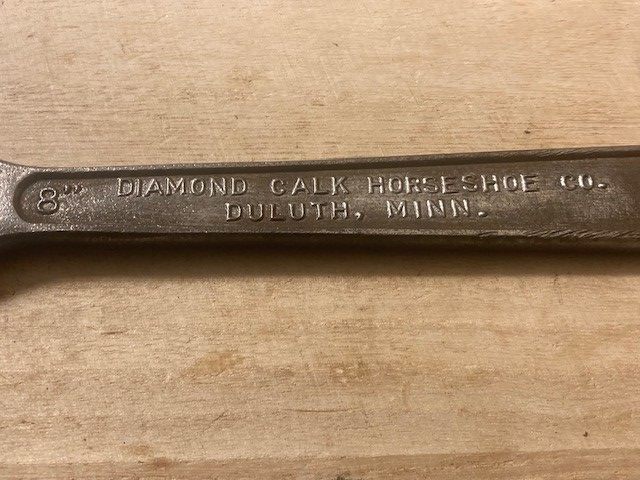 8"
DIAMOND CALK HORSESHOE CO.
DULUTH, MINN.